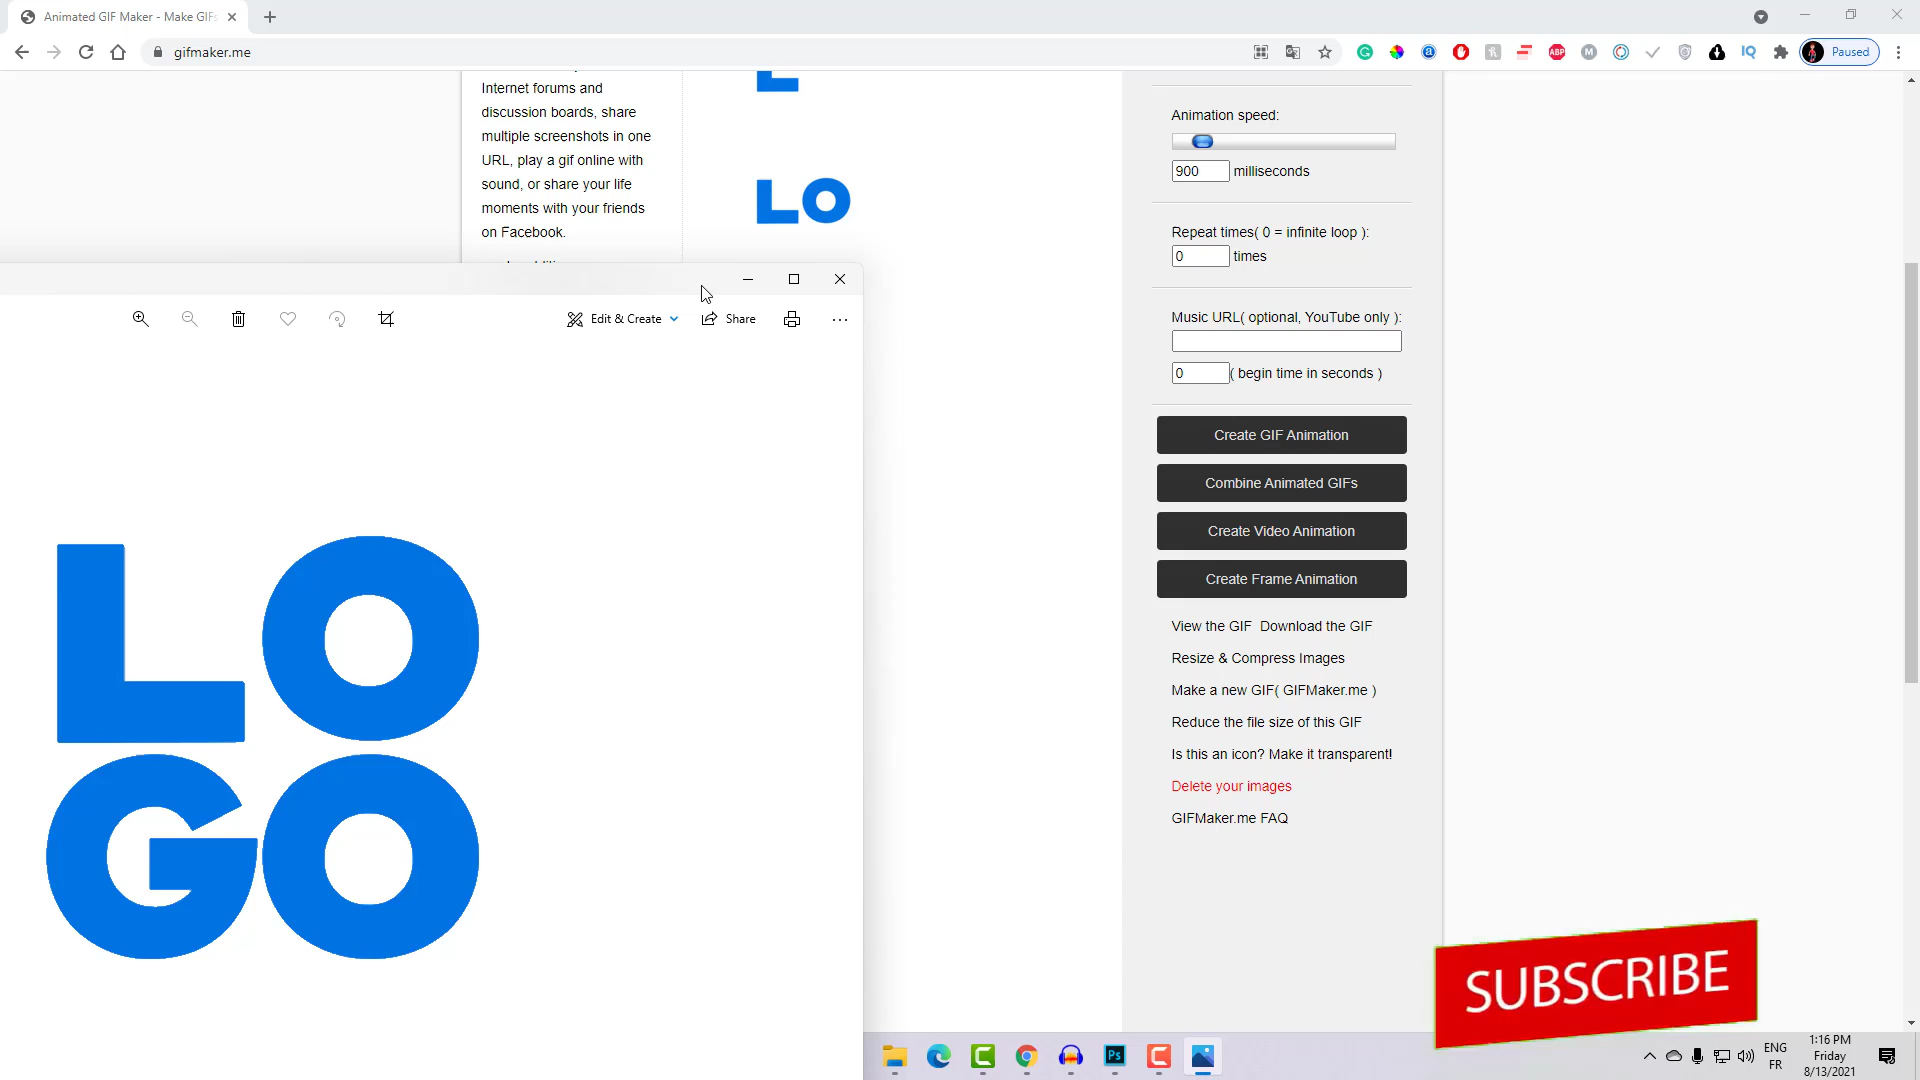 Animated GIF Maker - Make GIFs
gifmaker.me
Paused
Internet forums and
discussion boards, share
multiple screenshots in one
URL, play a gif online with
sound, or share your life
moments with your friends
on Facebook.
L
LO
Animation speed:
900 milliseconds
Repeat times( 0 = infinite loop ):
0 times
Music URL( optional, YouTube only ):
0 ( begin time in seconds )
Create GIF Animation
Combine Animated GIFs
Create Video Animation
Create Frame Animation
View the GIF Download the GIF
Resize & Compress Images
Make a new GIF( GIFMaker.me )
Reduce the file size of this GIF
Is this an icon? Make it transparent!
Delete your images
GIFMaker.me FAQ
Edit & Create
Share
LO
GO
SUBSCRIBE
ENG
FR
1:16 PM
Friday
8/13/2021